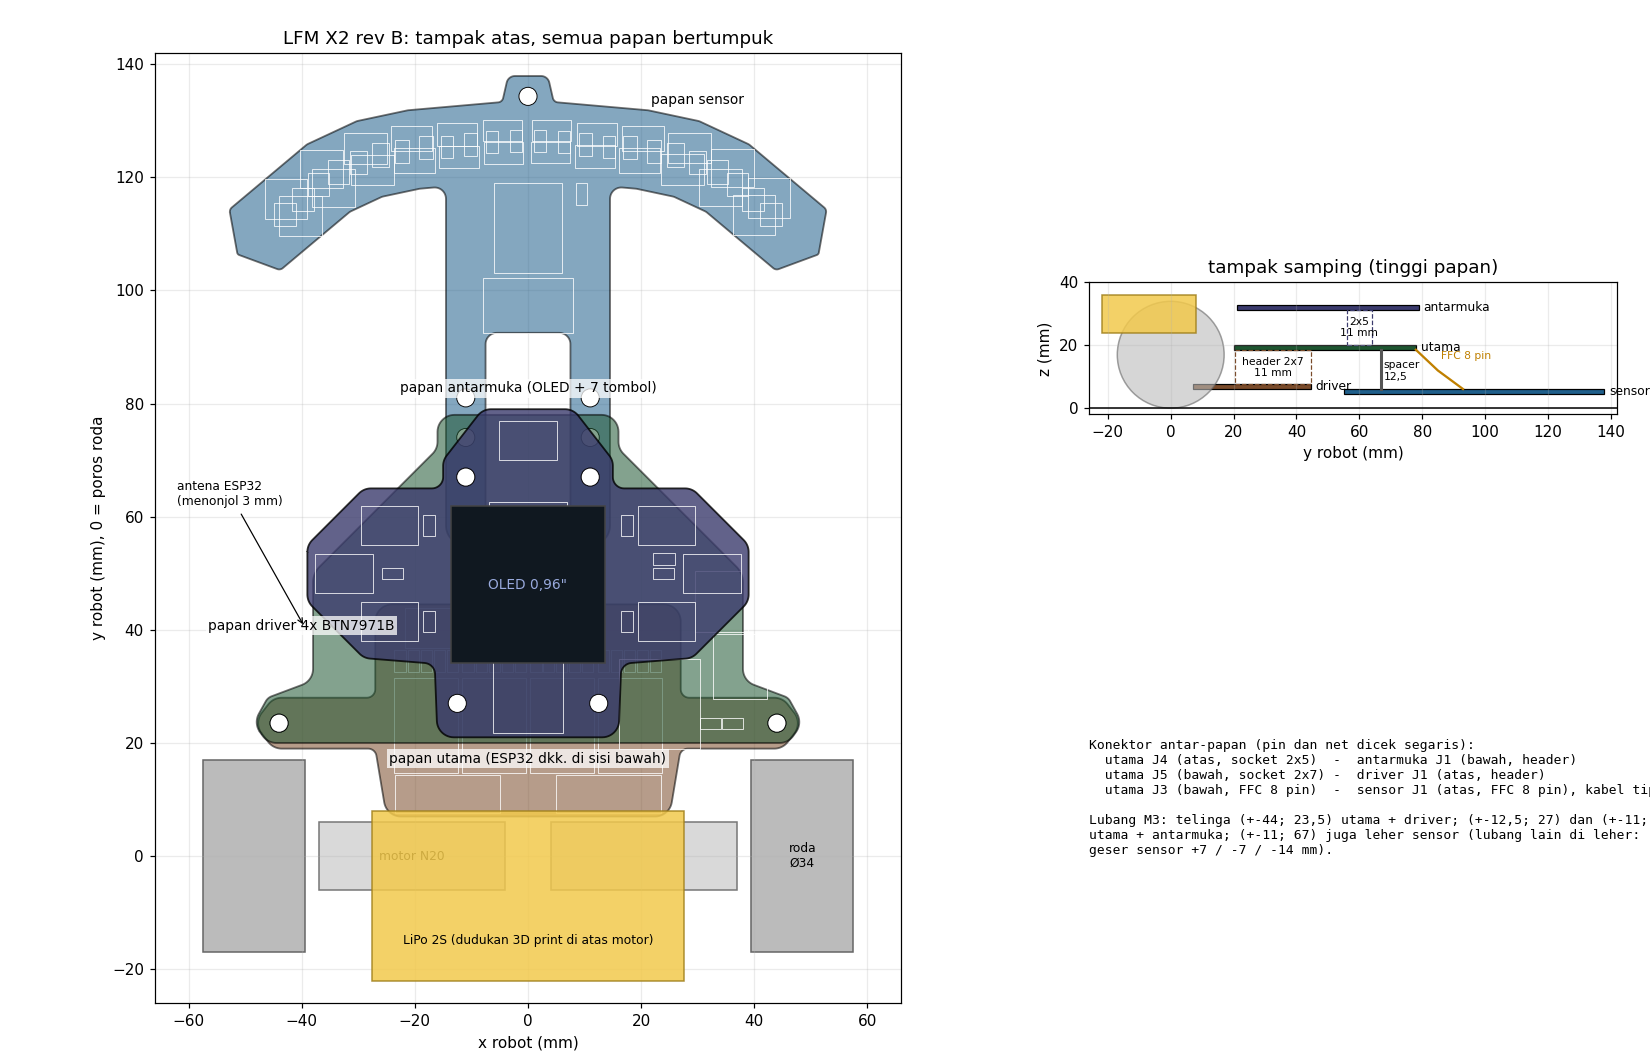 LFM X2 rev B: tampak atas, semua papan bertumpuk
140
120
100
80
60
40
20
0
−20
y robot (mm), 0 = poros roda
−60
−40
−20
0
20
40
60
x robot (mm)
papan sensor
papan antarmuka (OLED + 7 tombol)
antena ESP32
(menonjol 3 mm)
OLED 0,96"
papan driver 4x BTN7971B
papan utama (ESP32 dkk. di sisi bawah)
motor N20
roda
Ø34
LiPo 2S (dudukan 3D print di atas motor)
tampak samping (tinggi papan)
40
20
0
z (mm)
antarmuka
2x5
11 mm
utama
FFC 8 pin
header 2x7
11 mm
spacer
12,5
driver
sensor
−20
0
20
40
60
80
100
120
140
y robot (mm)
Konektor antar-papan (pin dan net dicek segaris):
utama J4 (atas, socket 2x5) - antarmuka J1 (bawah, header)
utama J5 (bawah, socket 2x7) - driver J1 (atas, header)
utama J3 (bawah, FFC 8 pin) - sensor J1 (atas, FFC 8 pin), kabel tip
Lubang M3: telinga (+-44; 23,5) utama + driver; (+-12,5; 27) dan (+-11;
utama + antarmuka; (+-11; 67) juga leher sensor (lubang lain di leher:
geser sensor +7 / -7 / -14 mm).